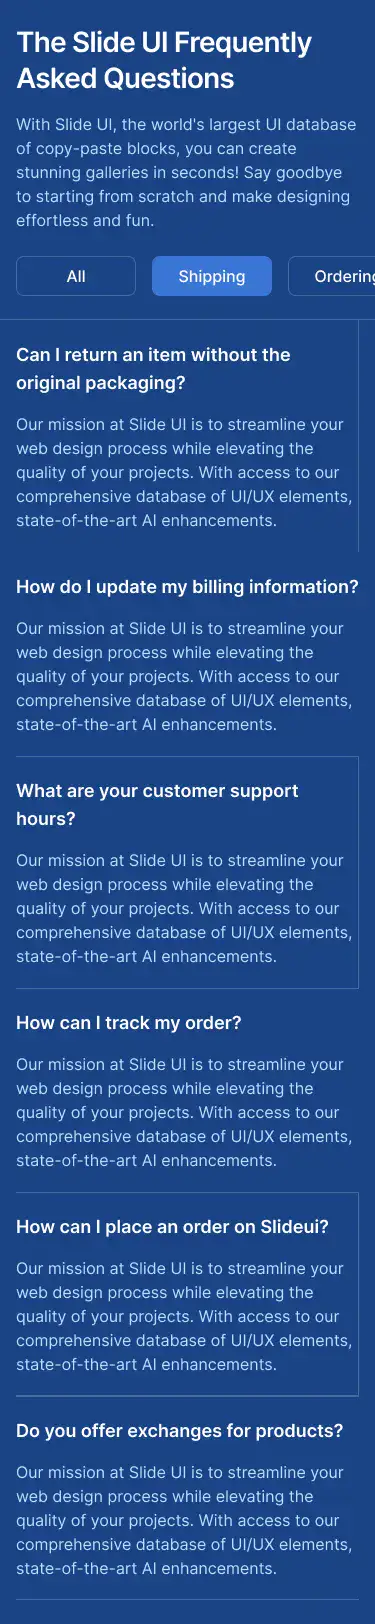 The Slide UI Frequently
Asked Questions
With Slide UI, the world's largest UI database
of copy-paste blocks, you can create
stunning galleries in seconds! Say goodbye
to starting from scratch and make designing
effortless and fun.
All
Shipping
Ordering
Can I return an item without the
original packaging?
Our mission at Slide UI is to streamline your
web design process while elevating the
quality of your projects. With access to our
comprehensive database of UI/UX elements,
state-of-the-art AI enhancements.
How do I update my billing information?
Our mission at Slide UI is to streamline your
web design process while elevating the
quality of your projects. With access to our
comprehensive database of UI/UX elements,
state-of-the-art AI enhancements.
What are your customer support
hours?
Our mission at Slide UI is to streamline your
web design process while elevating the
quality of your projects. With access to our
comprehensive database of UI/UX elements,
state-of-the-art AI enhancements.
How can I track my order?
Our mission at Slide UI is to streamline your
web design process while elevating the
quality of your projects. With access to our
comprehensive database of UI/UX elements,
state-of-the-art AI enhancements.
How can I place an order on Slideui?
Our mission at Slide UI is to streamline your
web design process while elevating the
quality of your projects. With access to our
comprehensive database of UI/UX elements,
state-of-the-art AI enhancements.
Do you offer exchanges for products?
Our mission at Slide UI is to streamline your
web design process while elevating the
quality of your projects. With access to our
comprehensive database of UI/UX elements,
state-of-the-art AI enhancements.